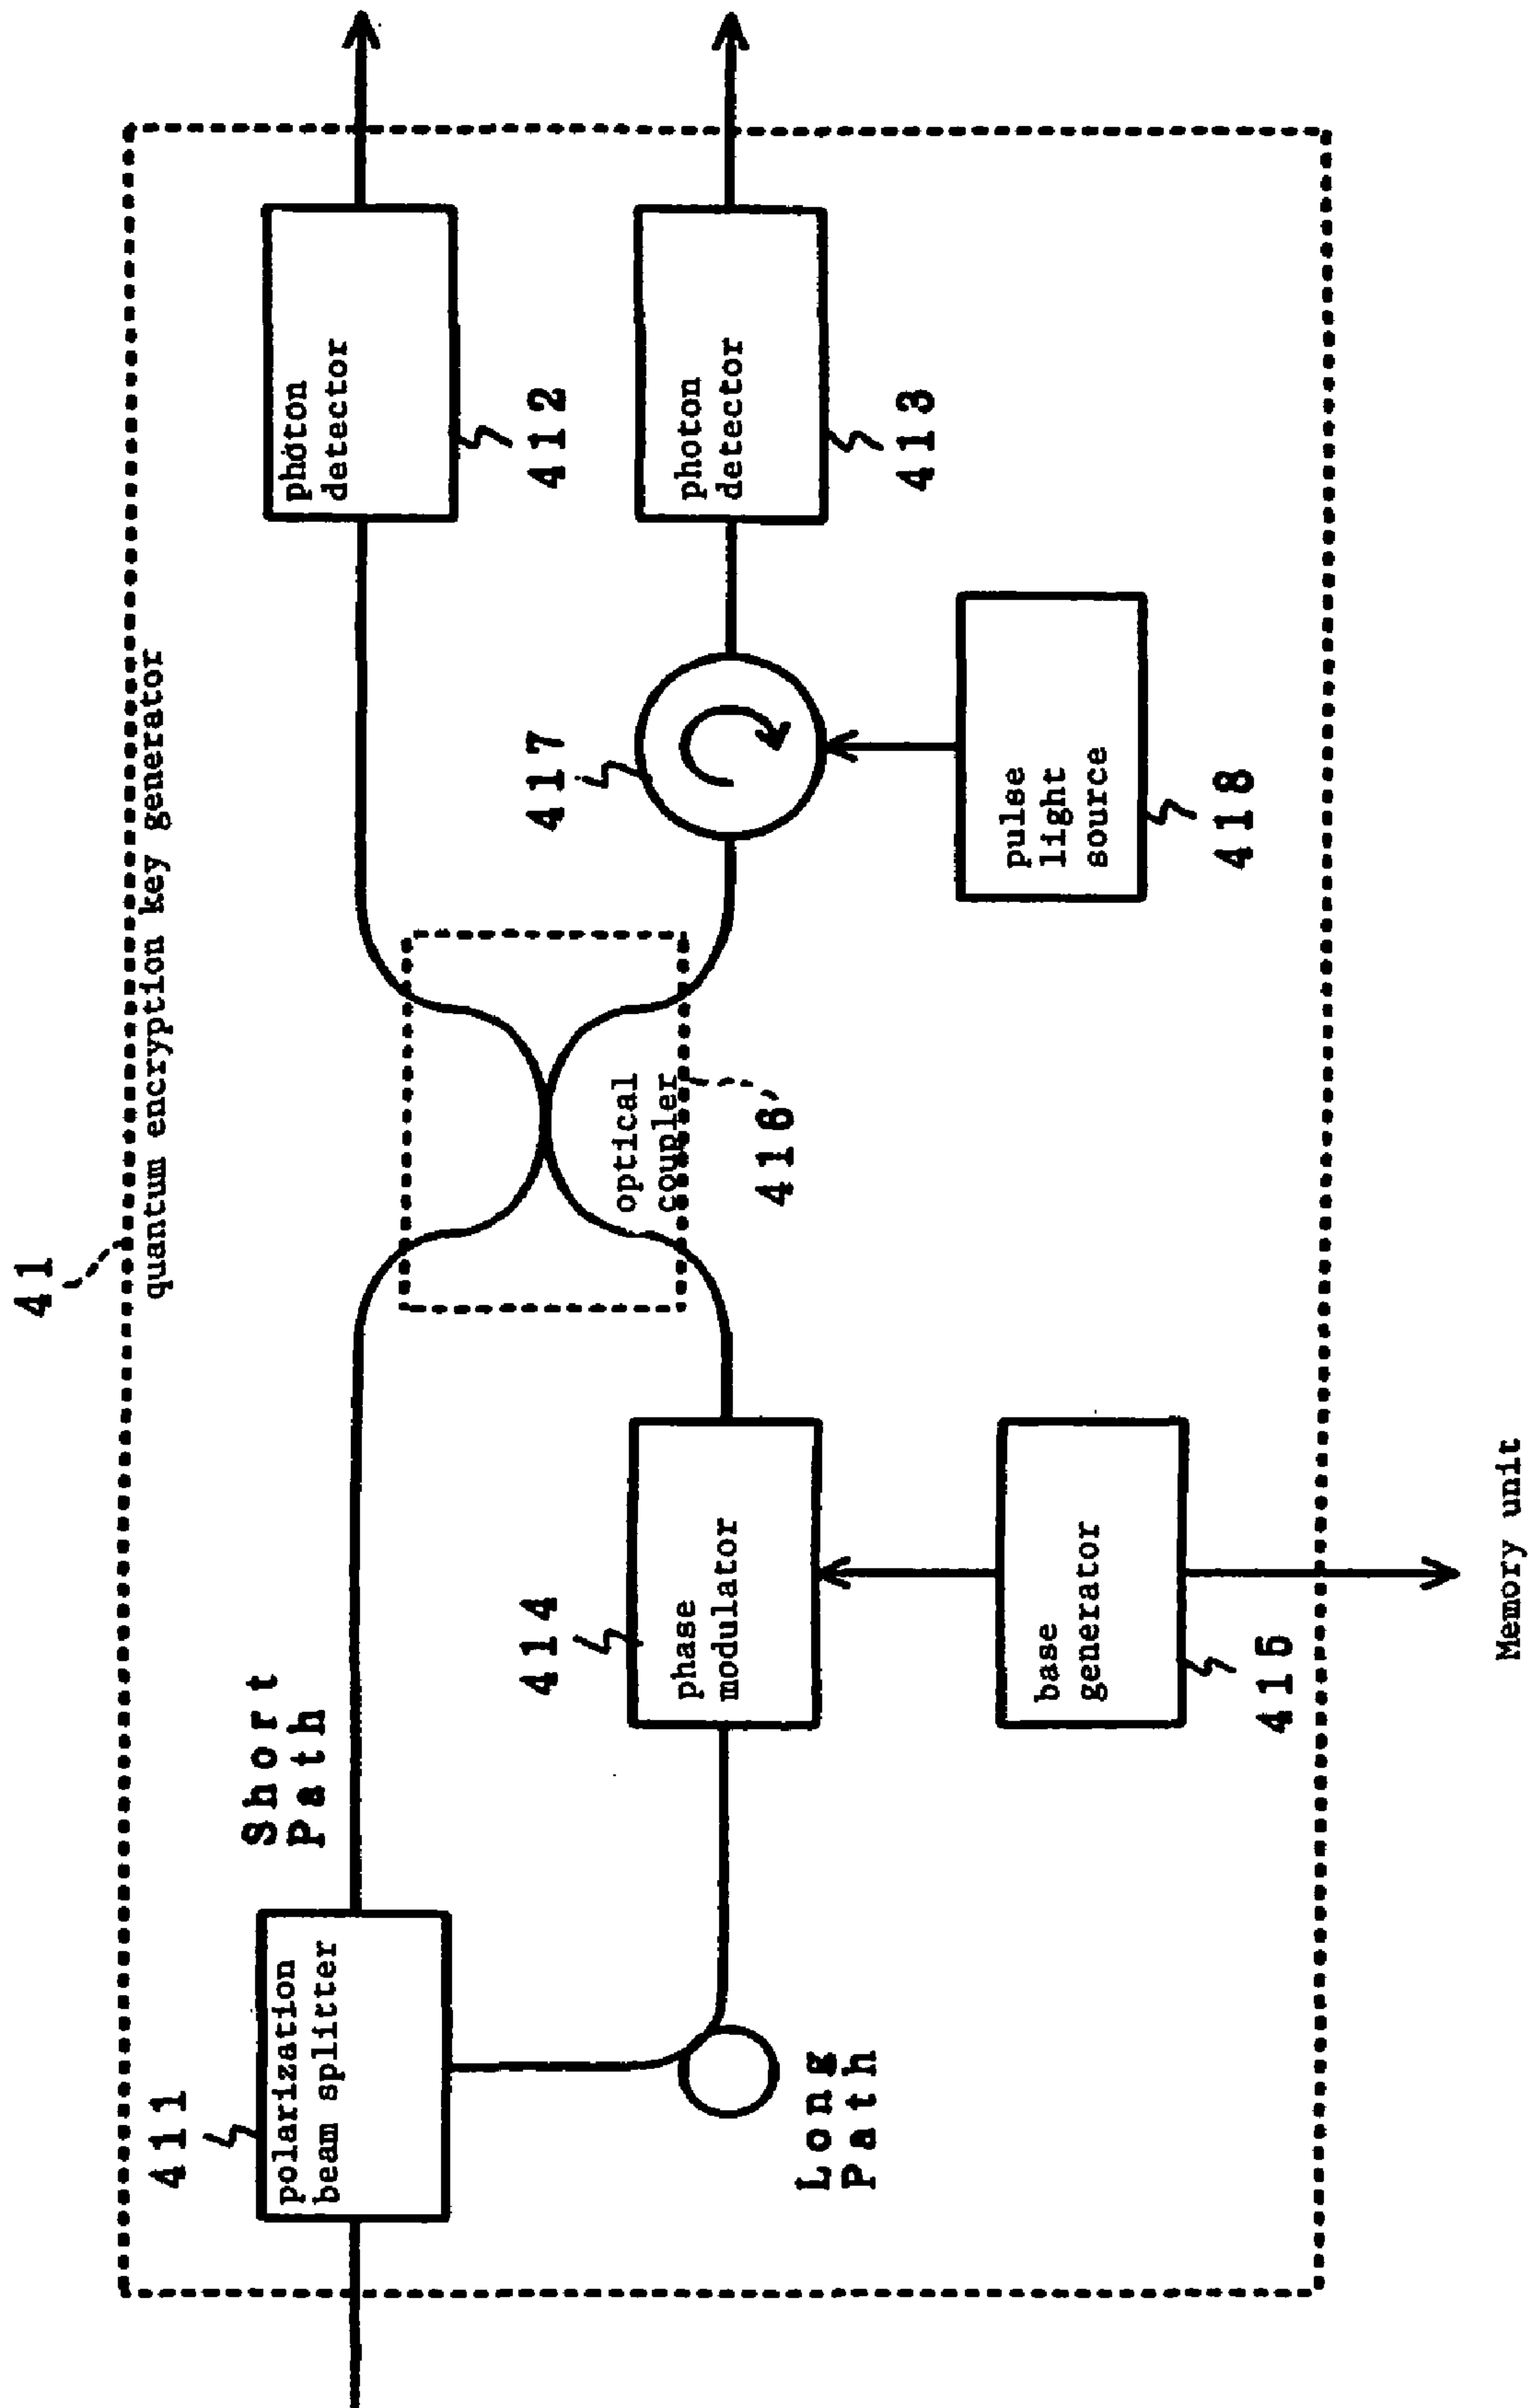 41
quantum encryption key generator
411
polarization
beam splitter
Short
Path
Long
Path
414
phase
modulator
415
base
generator
Memory unit
optical
coupler
416'
417
pulse
light
source
418
photon
detector
412
photon
detector
413